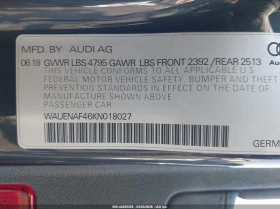 MFD BY AUDI AG
06 19 GVWR LBS 4795 GAWR LBS FRONT 2392 /REAR 2513
THIS VEHICLE CONFORMS TO ALL APPLICABLE
FEDERAL MOTOR VEHICLE SAFETY, BUMPER
AND THEFT PREVENTION STANDARDS
IN EFFECT ON THE DATE OF MANUFACTURE SHOWN ABOVE
PASSENGER CAR
WAUENAF46KN018027
GERM